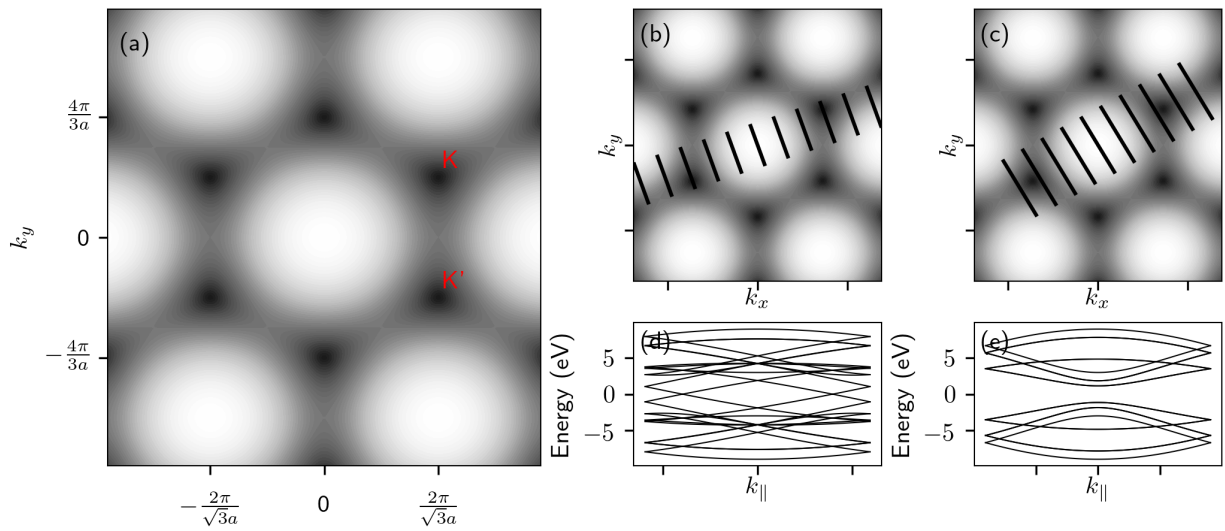 (a)
(b)
(c)
K
K'
k_y
4π/3a
0
−4π/3a
−2π/√3a
0
2π/√3a
k_y
k_x
k_y
k_x
(d)
Energy (eV)
5
0
−5
k_∥
(e)
Energy (eV)
5
0
−5
k_∥